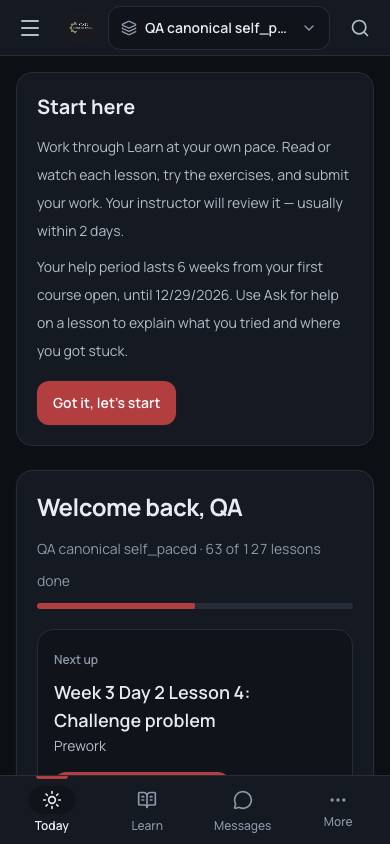 QA canonical self_p...
Start here
Work through Learn at your own pace. Read or
watch each lesson, try the exercises, and submit
your work. Your instructor will review it — usually
within 2 days.
Your help period lasts 6 weeks from your first
course open, until 12/29/2026. Use Ask for help
on a lesson to explain what you tried and where
you got stuck.
Got it, let's start
Welcome back, QA
QA canonical self_paced · 63 of 127 lessons
done
Next up
Week 3 Day 2 Lesson 4:
Challenge problem
Prework
Today
Learn
Messages
More